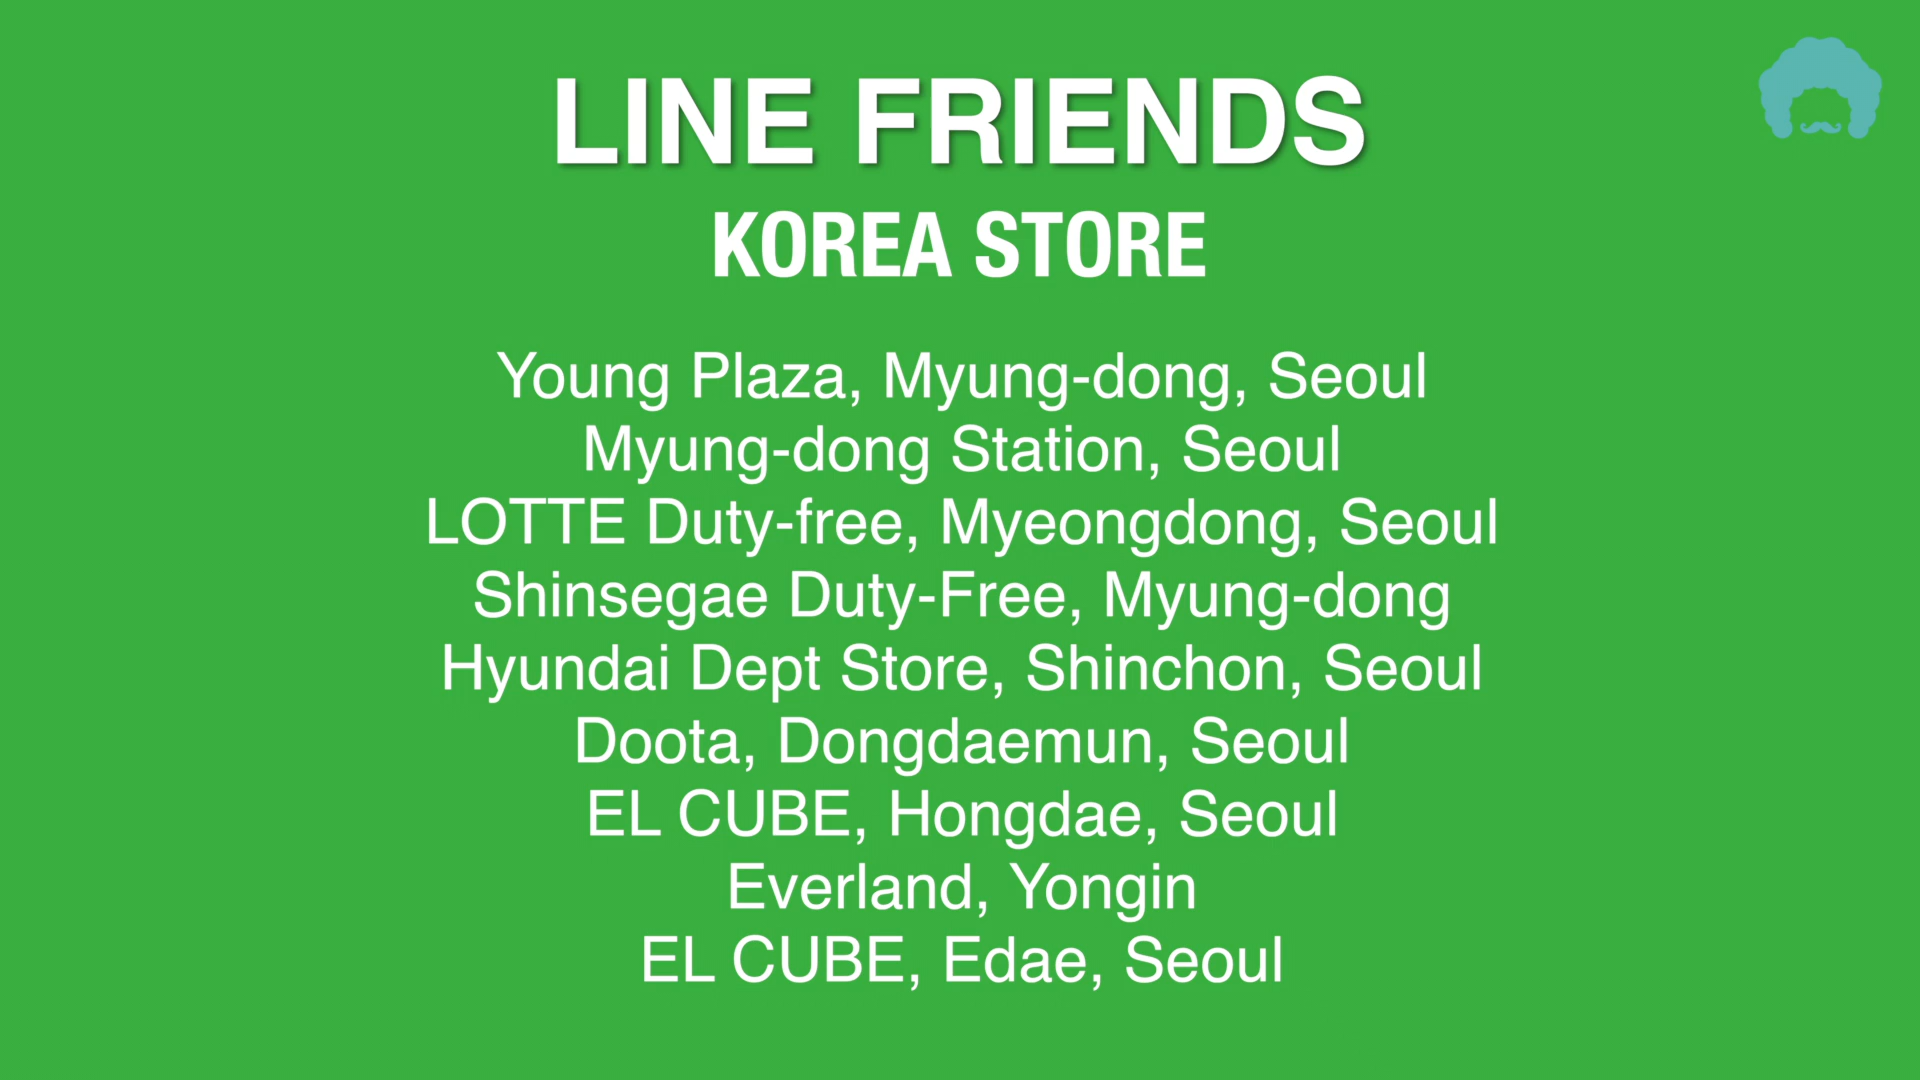 LINE FRIENDS
KOREA STORE
Young Plaza, Myung-dong, Seoul
Myung-dong Station, Seoul
LOTTE Duty-free, Myeongdong, Seoul
Shinsegae Duty-Free, Myung-dong
Hyundai Dept Store, Shinchon, Seoul
Doota, Dongdaemun, Seoul
EL CUBE, Hongdae, Seoul
Everland, Yongin
EL CUBE, Edae, Seoul